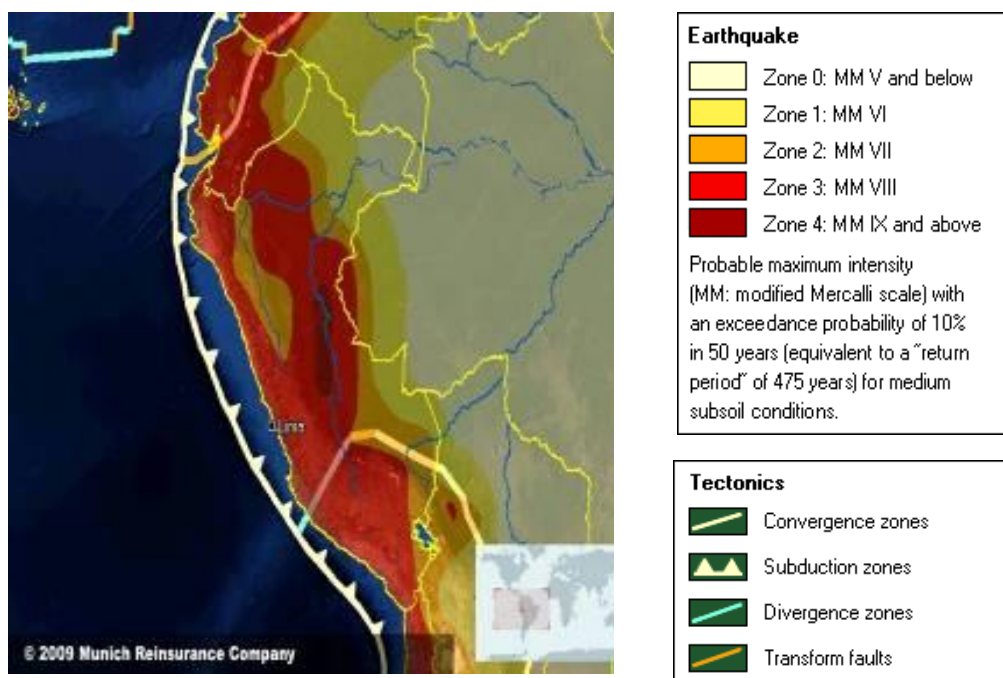 Lima
© 2009 Munich Reinsurance Company
Earthquake
Zone 0: MM V and below
Zone 1: MM VI
Zone 2: MM VII
Zone 3: MM VIII
Zone 4: MM IX and above
Probable maximum intensity
(MM: modified Mercalli scale) with
an exceedance probability of 10%
in 50 years (equivalent to a "return
period" of 475 years) for medium
subsoil conditions.
Tectonics
Convergence zones
Subduction zones
Divergence zones
Transform faults